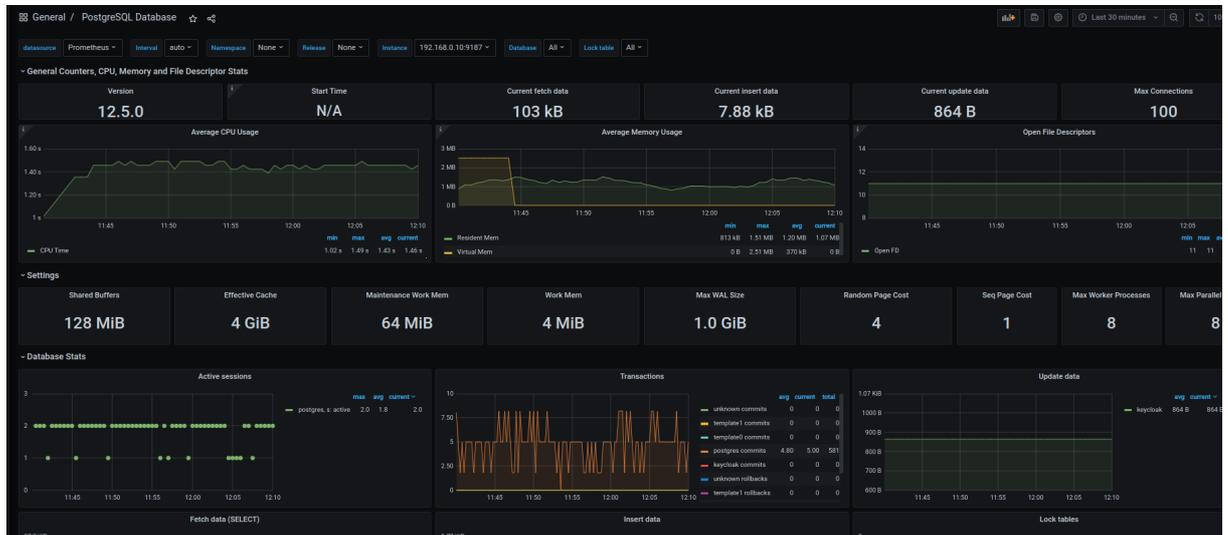 General / PostgreSQL Database
Last 30 minutes
10
datasource Prometheus Interval auto Namespace None Release None Instance 192.168.0.10:9187 Database All Lock table All
General Counters, CPU, Memory and File Descriptor Stats
Version Start Time Current fetch data Current insert data Current update data Max Connections
12.5.0 N/A 103 kB 7.88 kB 864 B 100
Average CPU Usage
1.60 s
1.40 s
1.20 s
1 s
11:45 11:50 11:55 12:00 12:05 12:10
min max avg current
CPU Time 1.02 s 1.49 s 1.43 s 1.46 s
Average Memory Usage
3 MB
2 MB
1 MB
0 B
11:45 11:50 11:55 12:00 12:05 12:10
min max avg current
Resident Mem 813 kB 1.51 MB 1.20 MB 1.07 MB
Virtual Mem 0 B 2.51 MB 370 kB 0 B
Open File Descriptors
14
12
10
8
11:45 11:50 11:55 12:00 12:05
min max
Open FD 11 11
Settings
Shared Buffers Effective Cache Maintenance Work Mem Work Mem Max WAL Size Random Page Cost Seq Page Cost Max Worker Processes Max Parallel
128 MiB 4 GiB 64 MiB 4 MiB 1.0 GiB 4 1 8 8
Database Stats
Active sessions
3
2
1
0
11:45 11:50 11:55 12:00 12:05 12:10
max avg current
postgres, s: active 2.0 1.8 2.0
Transactions
10
7.50
5
2.50
0
11:45 11:50 11:55 12:00 12:05 12:10
avg current total
unknown commits 0 0 0
template1 commits 0 0 0
template0 commits 0 0 0
postgres commits 4.80 5.00 581
keycloak commits 0 0 0
unknown rollbacks 0 0 0
template1 rollbacks 0 0 0
Update data
1.07 KiB
1000 B
900 B
800 B
700 B
600 B
11:45 11:50 11:55 12:00 12:05 12:10
avg current
keycloak 864 B 864 B
Fetch data (SELECT) Insert data Lock tables